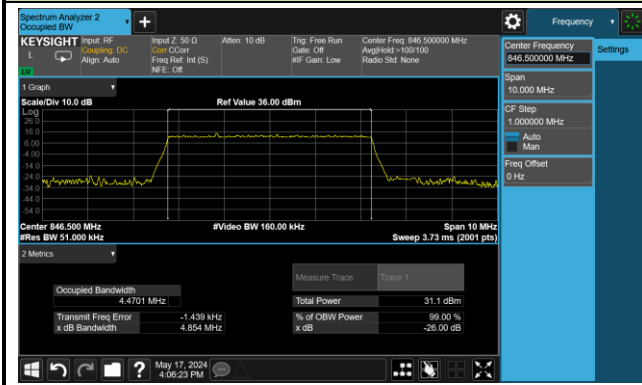 Spectrum Analyzer 2
Occupied BW
Frequency
KEYSIGHT
L
Input: RF
Coupling: DC
Align: Auto
Input Z: 50 Ω
Corr CCorr
Freq Ref: Int (S)
NFE: Off
Atten: 10 dB
Trig: Free Run
Gate: Off
#IF Gain: Low
Center Freq: 846.500000 MHz
Avg|Hold:>100/100
Radio Std: None
Center Frequency
846.500000 MHz
Settings
Span
10.000 MHz
CF Step
1.000000 MHz
Auto
Man
Freq Offset
0 Hz
1 Graph
Scale/Div 10.0 dB
Ref Value 36.00 dBm
Log
26.0
16.0
6.00
-4.00
-14.0
-24.0
-34.0
-44.0
-54.0
Center 846.500 MHz
#Video BW 160.00 kHz
Span 10 MHz
#Res BW 51.000 kHz
Sweep 3.73 ms (2001 pts)
2 Metrics
Measure Trace
Trace 1
Occupied Bandwidth
4.4701 MHz
Total Power
31.1 dBm
Transmit Freq Error
-1.439 kHz
% of OBW Power
99.00 %
x dB Bandwidth
4.854 MHz
x dB
-26.00 dB
?
May 17, 2024
4:06:23 PM